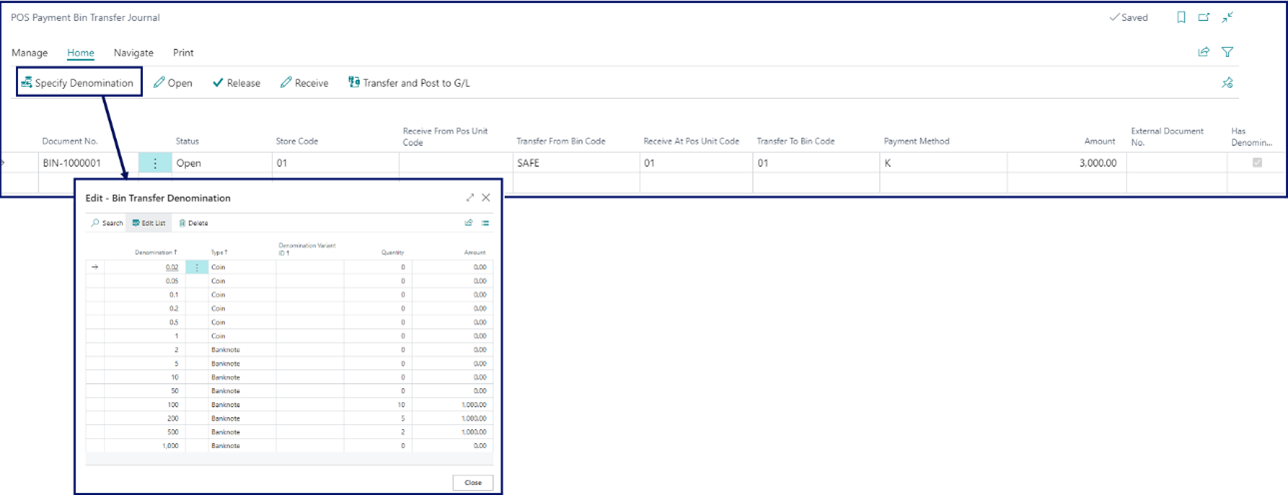 POS Payment Bin Transfer Journal
Saved
Manage Home Navigate Print
Specify Denomination Open Release Receive Transfer and Post to G/L
Document No. Status Store Code Receive From Pos Unit Code Transfer From Bin Code Receive At Pos Unit Code Transfer To Bin Code Payment Method Amount External Document No. Has Denomin...
BIN-1000001 Open 01 SAFE 01 01 K 3,000.00
Edit - Bin Transfer Denomination
Search Edit List Delete
Denomination ↑ Type ↑ Denomination Variant ID ↑ Quantity Amount
0.02 Coin 0 0.00
0.05 Coin 0 0.00
0.1 Coin 0 0.00
0.2 Coin 0 0.00
0.5 Coin 0 0.00
1 Coin 0 0.00
2 Banknote 0 0.00
5 Banknote 0 0.00
10 Banknote 0 0.00
50 Banknote 0 0.00
100 Banknote 10 1,000.00
200 Banknote 5 1,000.00
500 Banknote 2 1,000.00
1,000 Banknote 0 0.00
Close